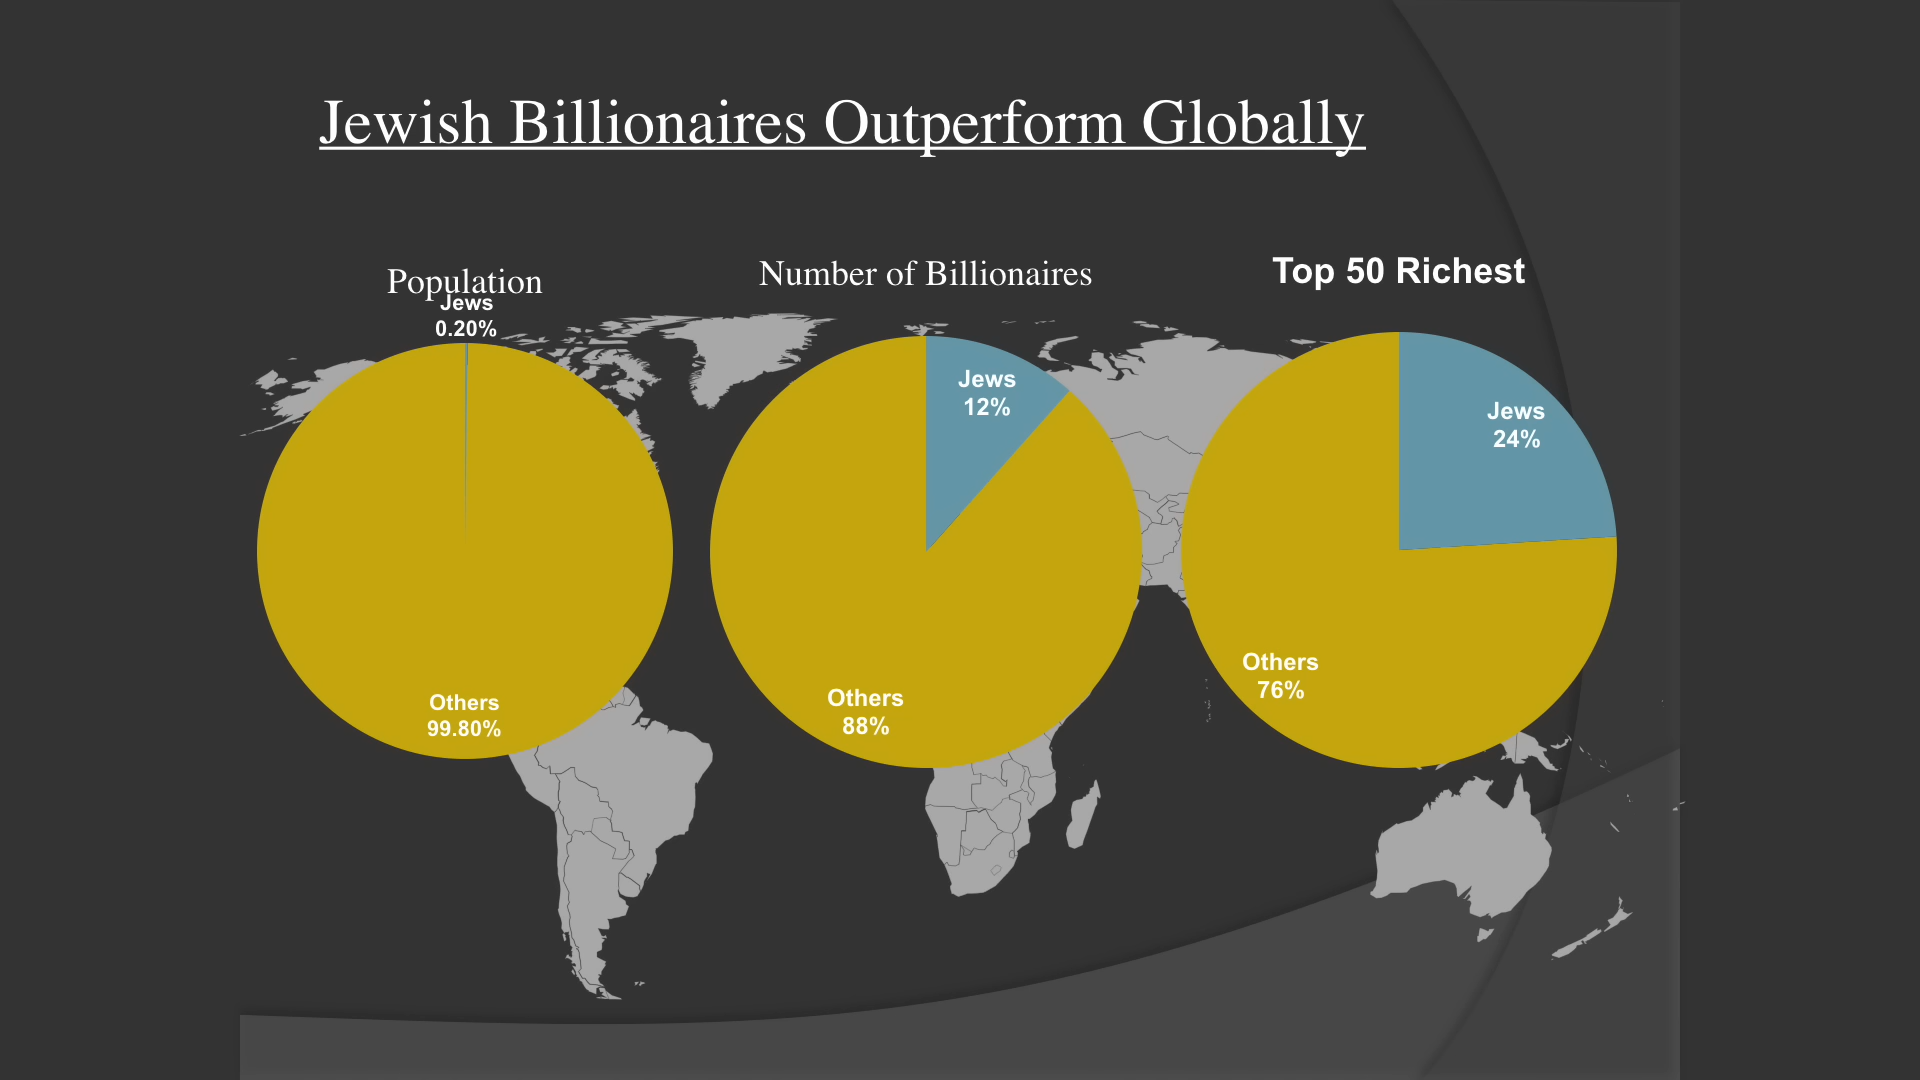 Jewish Billionaires Outperform Globally
Population
Jews
0.20%
Others
99.80%
Number of Billionaires
Jews
12%
Others
88%
Top 50 Richest
Jews
24%
Others
76%